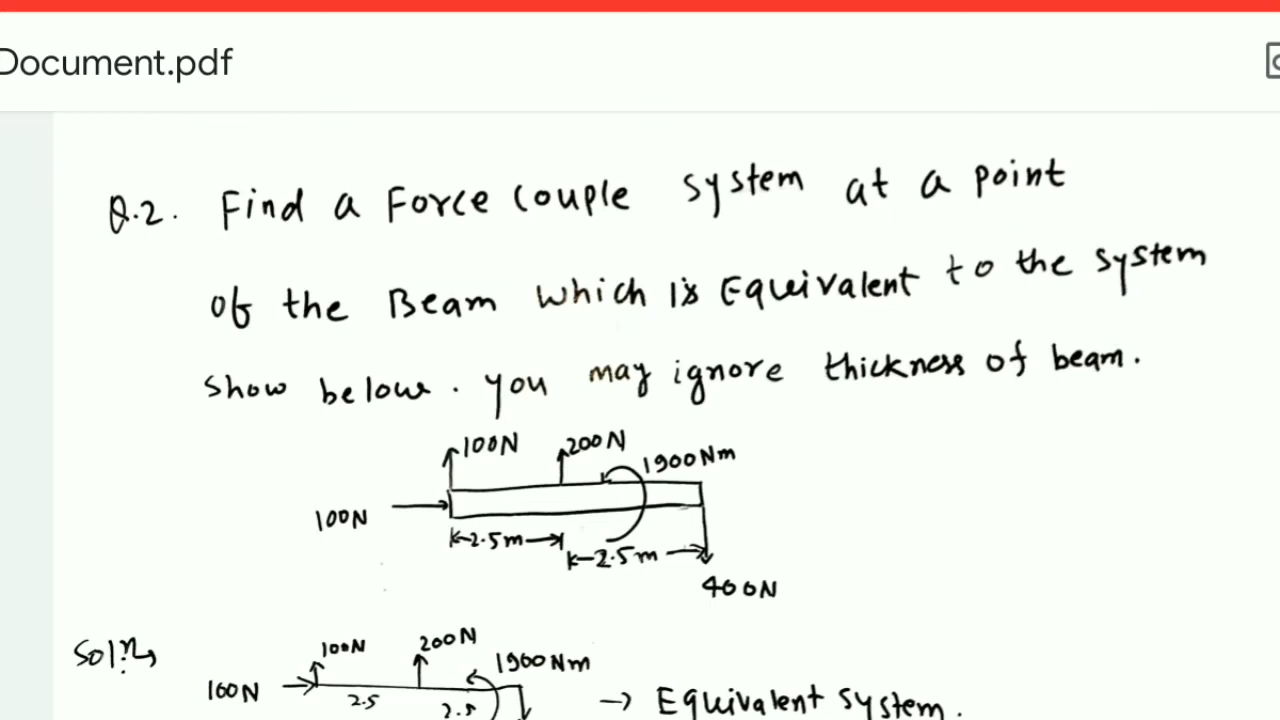 Document.pdf
Q.2. Find a Force couple system at a point
of the Beam which is Equivalent to the system
show below. you may ignore thickness of beam.
100N 200N 1900Nm
100N
2.5m 2.5m
400N
Sol?n
100N 200N 1900Nm
100N 2.5 2.5 → Equivalent system.